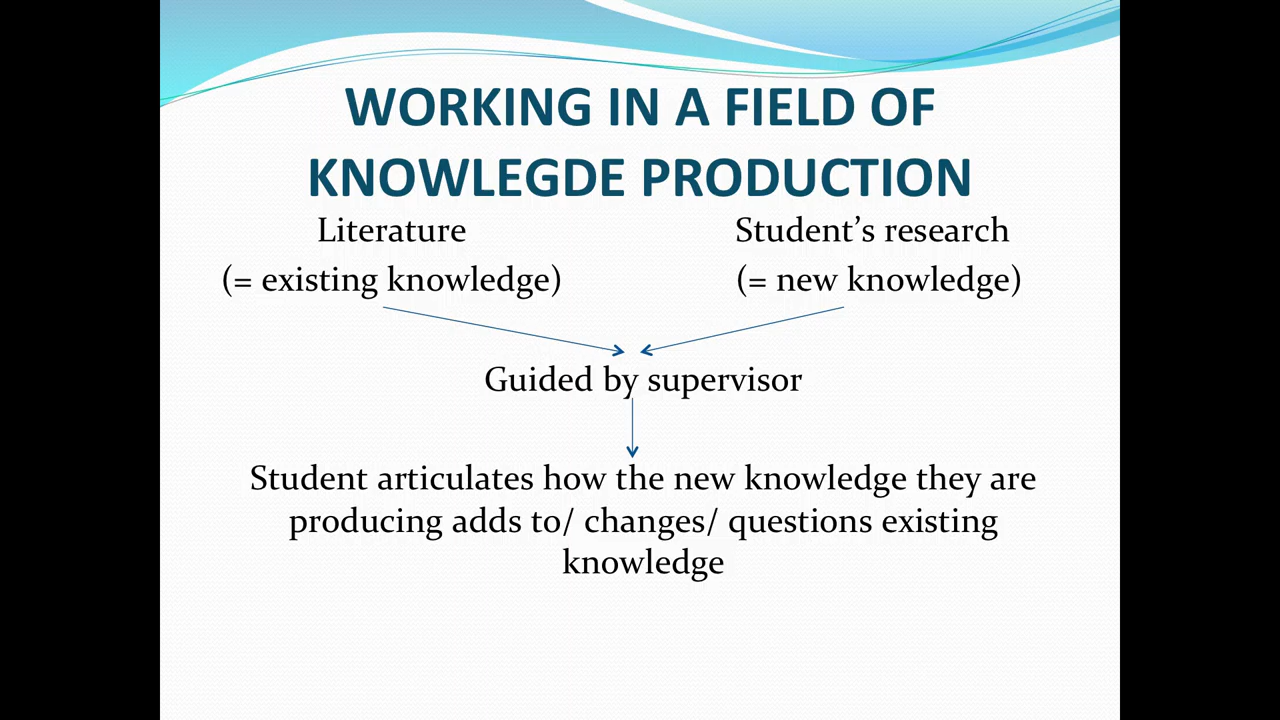 WORKING IN A FIELD OF
KNOWLEGDE PRODUCTION
Literature
Student’s research
(= existing knowledge)
(= new knowledge)
Guided by supervisor
Student articulates how the new knowledge they are
producing adds to/ changes/ questions existing
knowledge